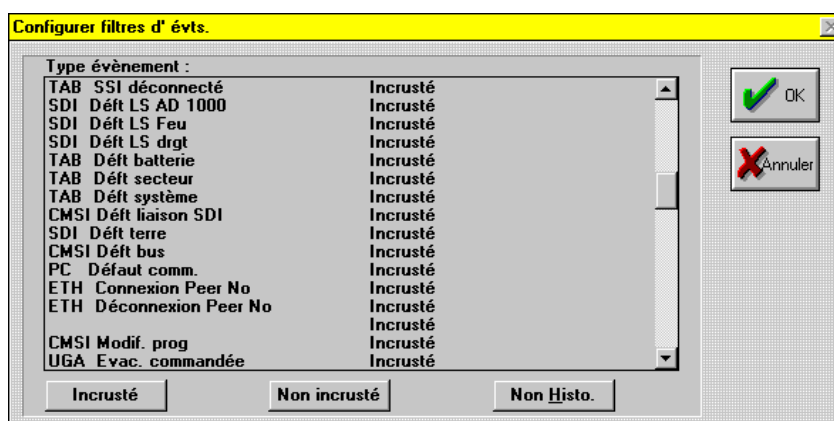 Configurer filtres d' évts.
Type évènement :
TAB SSI déconnecté Incrusté
SDI Déft LS AD 1000 Incrusté
SDI Déft LS Feu Incrusté
SDI Déft LS drgt Incrusté
TAB Déft batterie Incrusté
TAB Déft secteur Incrusté
TAB Déft système Incrusté
CMSI Déft liaison SDI Incrusté
SDI Déft terre Incrusté
CMSI Déft bus Incrusté
PC Défaut comm. Incrusté
ETH Connexion Peer No Incrusté
ETH Déconnexion Peer No Incrusté
Incrusté
CMSI Modif. prog Incrusté
UGA Evac. commandée Incrusté
Incrusté Non incrusté Non Histo.
OK
Annuler